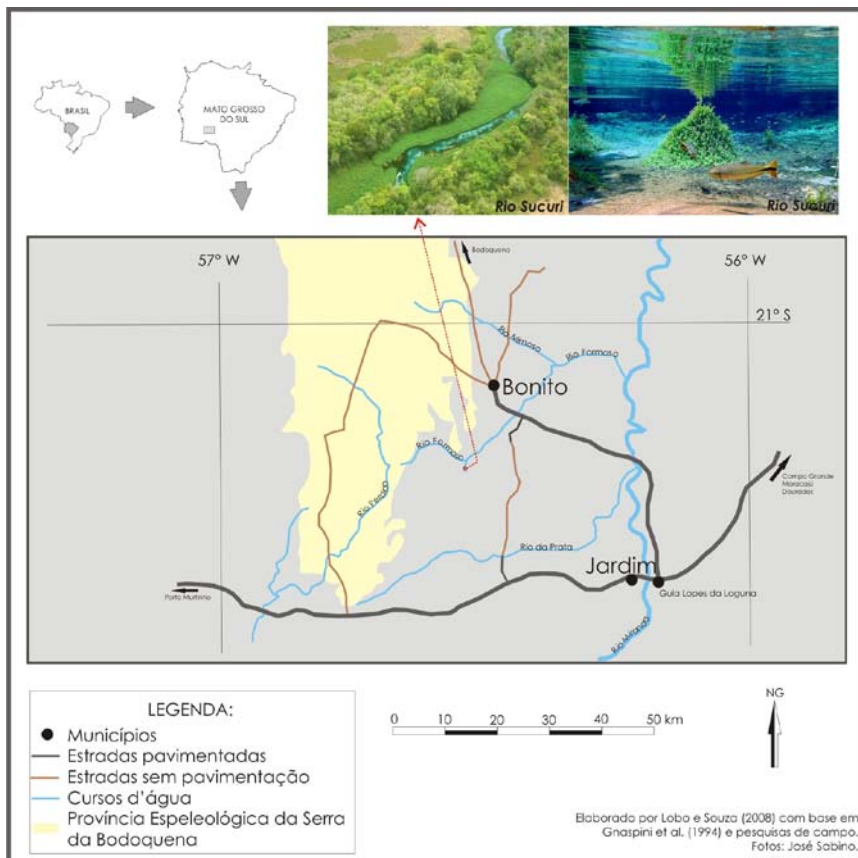 BRASIL
MATO GROSSO
DO SUL
Rio Sucuri
Rio Sucuri
57° W
Bodoquena
56° W
21° S
Rio Mimoso
Rio Formoso
Bonito
Rio Formoso
Rio Perdido
Campo Grande
Maracaju
Dourados
Rio da Prata
Jardim
Porto Murtinho
Guia Lopes da Laguna
Rio Miranda
LEGENDA:
Municípios
Estradas pavimentadas
Estradas sem pavimentação
Cursos d'água
Província Espeleológica da Serra
da Bodoquena
0 10 20 30 40 50 km
NG
Elaborado por Lobo e Souza (2008) com base em
Gnaspini et al. (1994) e pesquisas de campo.
Fotos: José Sabino.